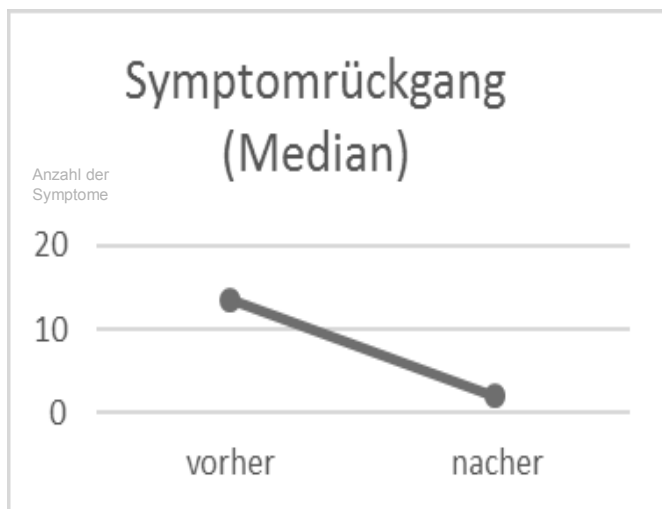 Symptomrückgang
(Median)
Anzahl der
Symptome
20
10
0
vorher nacher